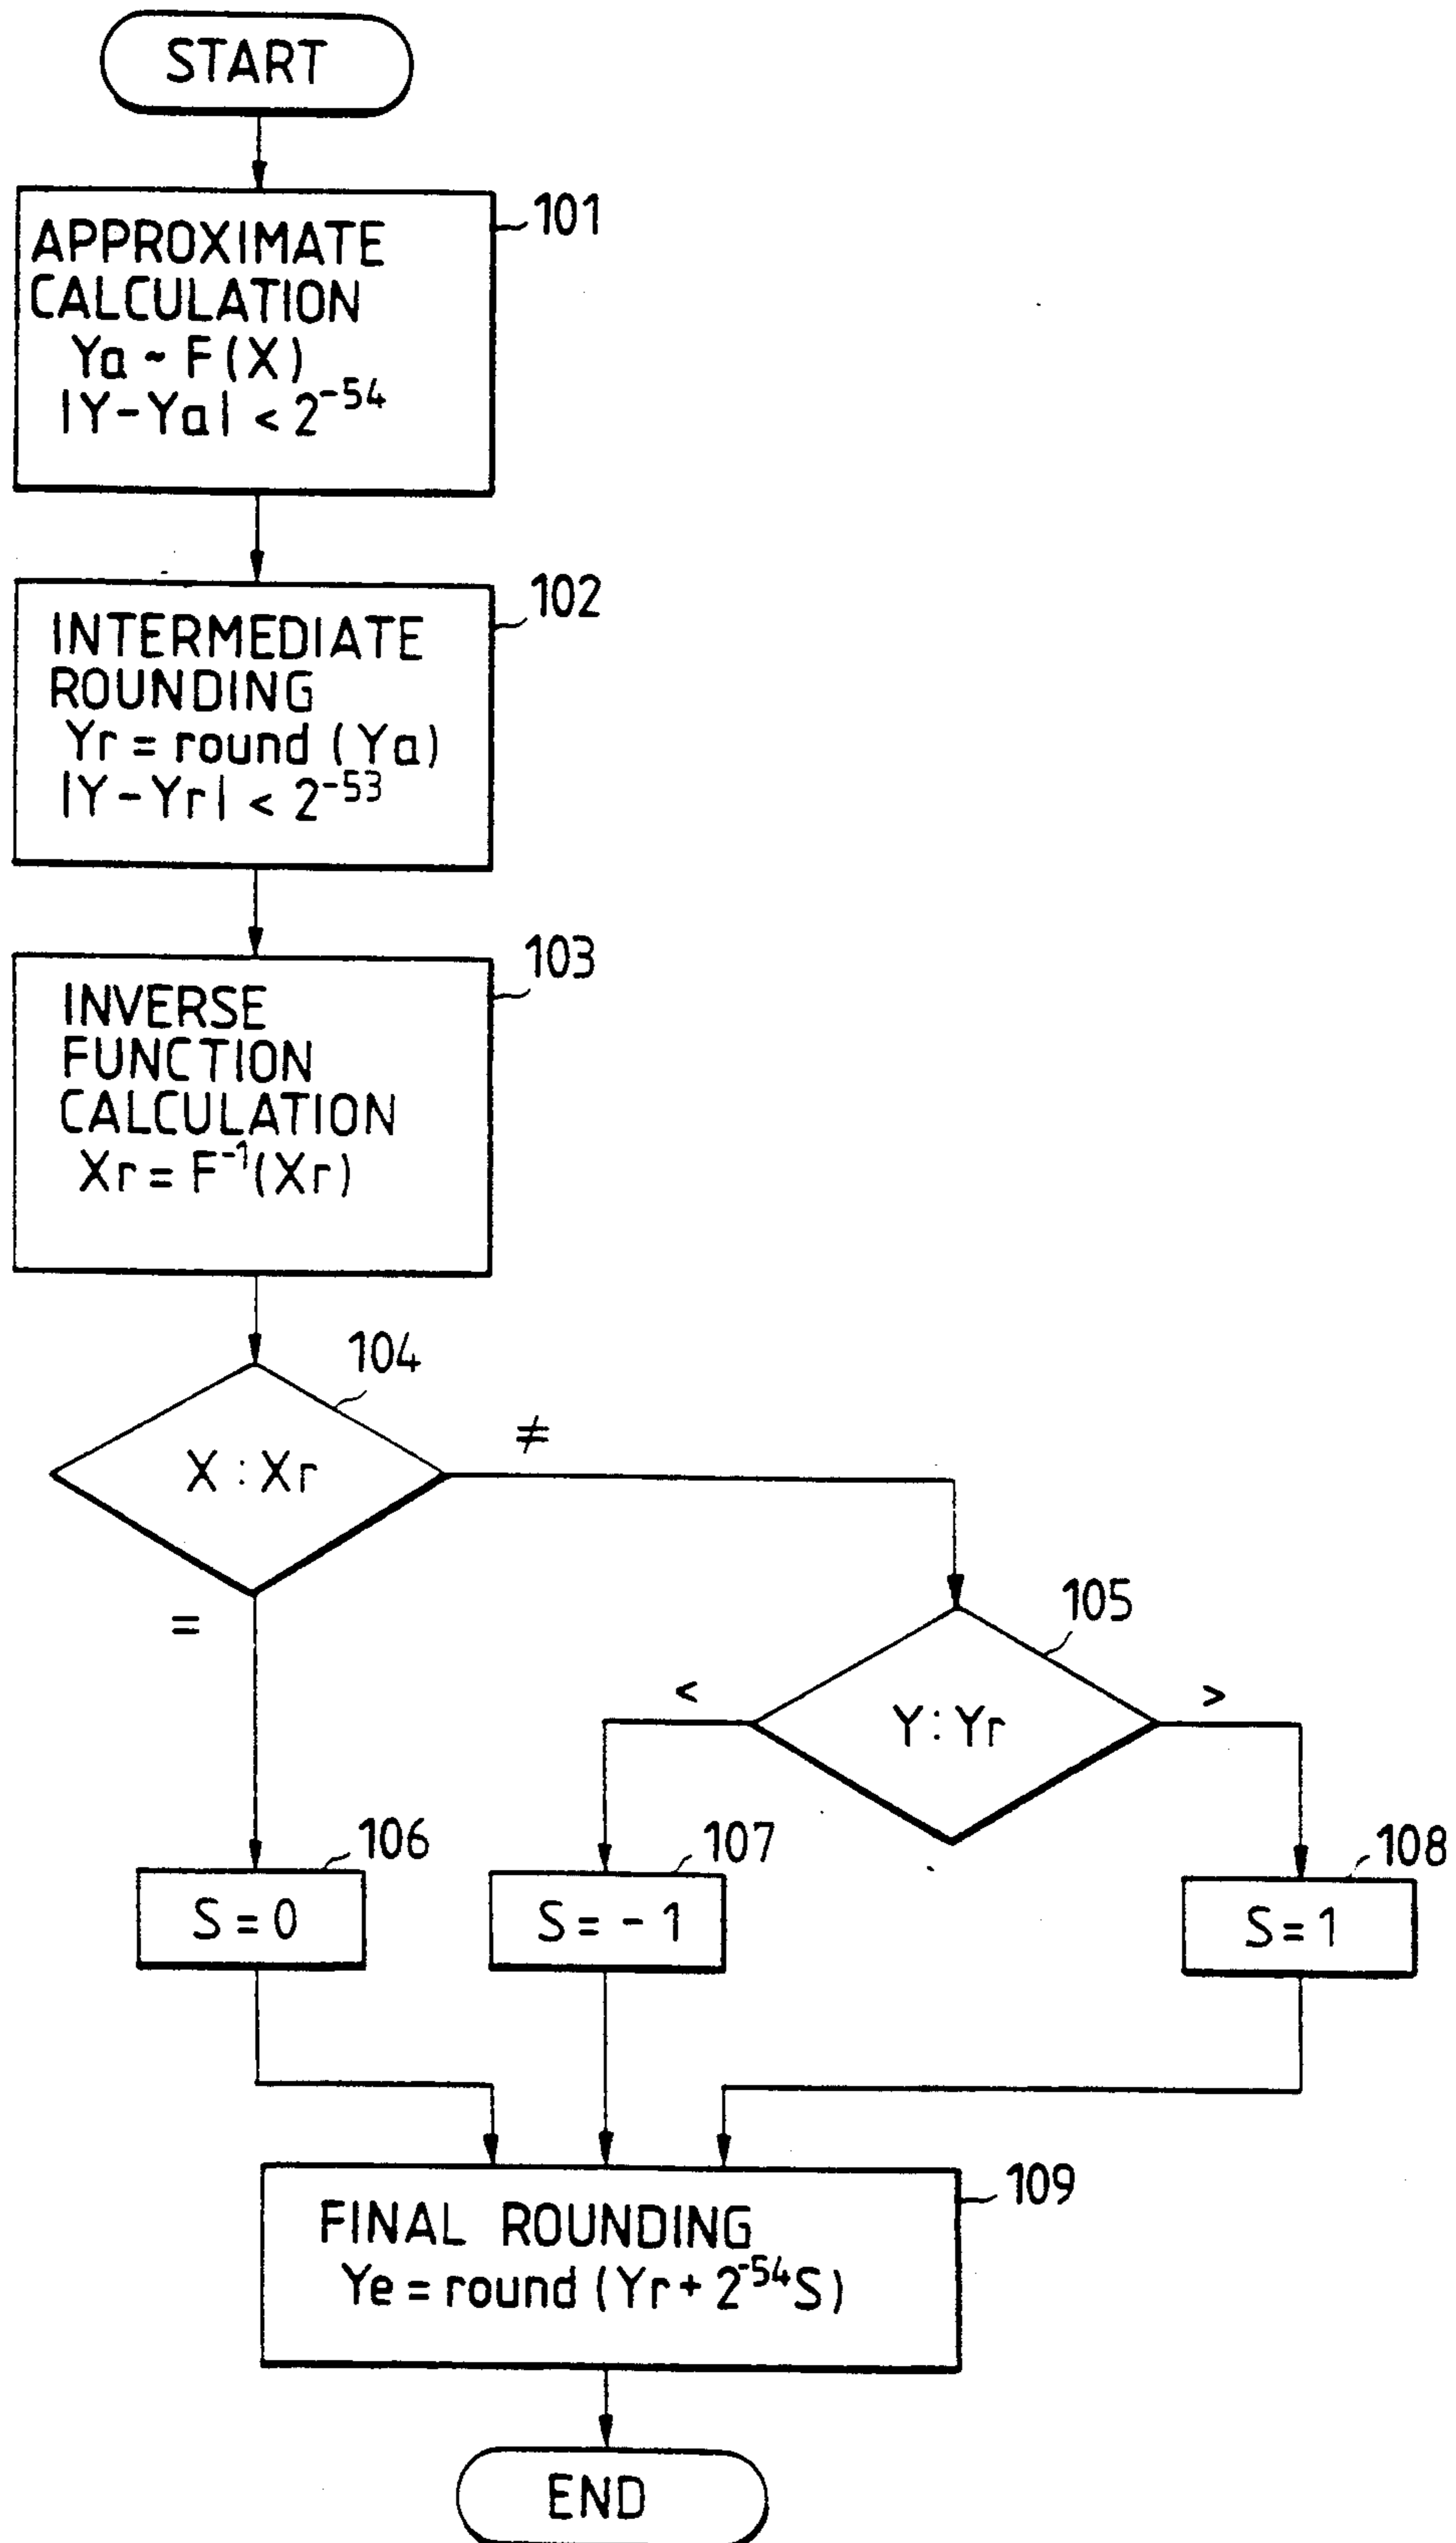 START
101
APPROXIMATE
CALCULATION
Ya ~ F(X)
|Y-Ya| < 2⁻⁵⁴
102
INTERMEDIATE
ROUNDING
Yr = round (Ya)
|Y-Yr| < 2⁻⁵³
103
INVERSE
FUNCTION
CALCULATION
Xr = F⁻¹(Xr)
104
X : Xr
≠
=
105
<
>
Y : Yr
106
S = 0
107
S = - 1
108
S = 1
109
FINAL ROUNDING
Ye = round (Yr + 2⁻⁵⁴S)
END